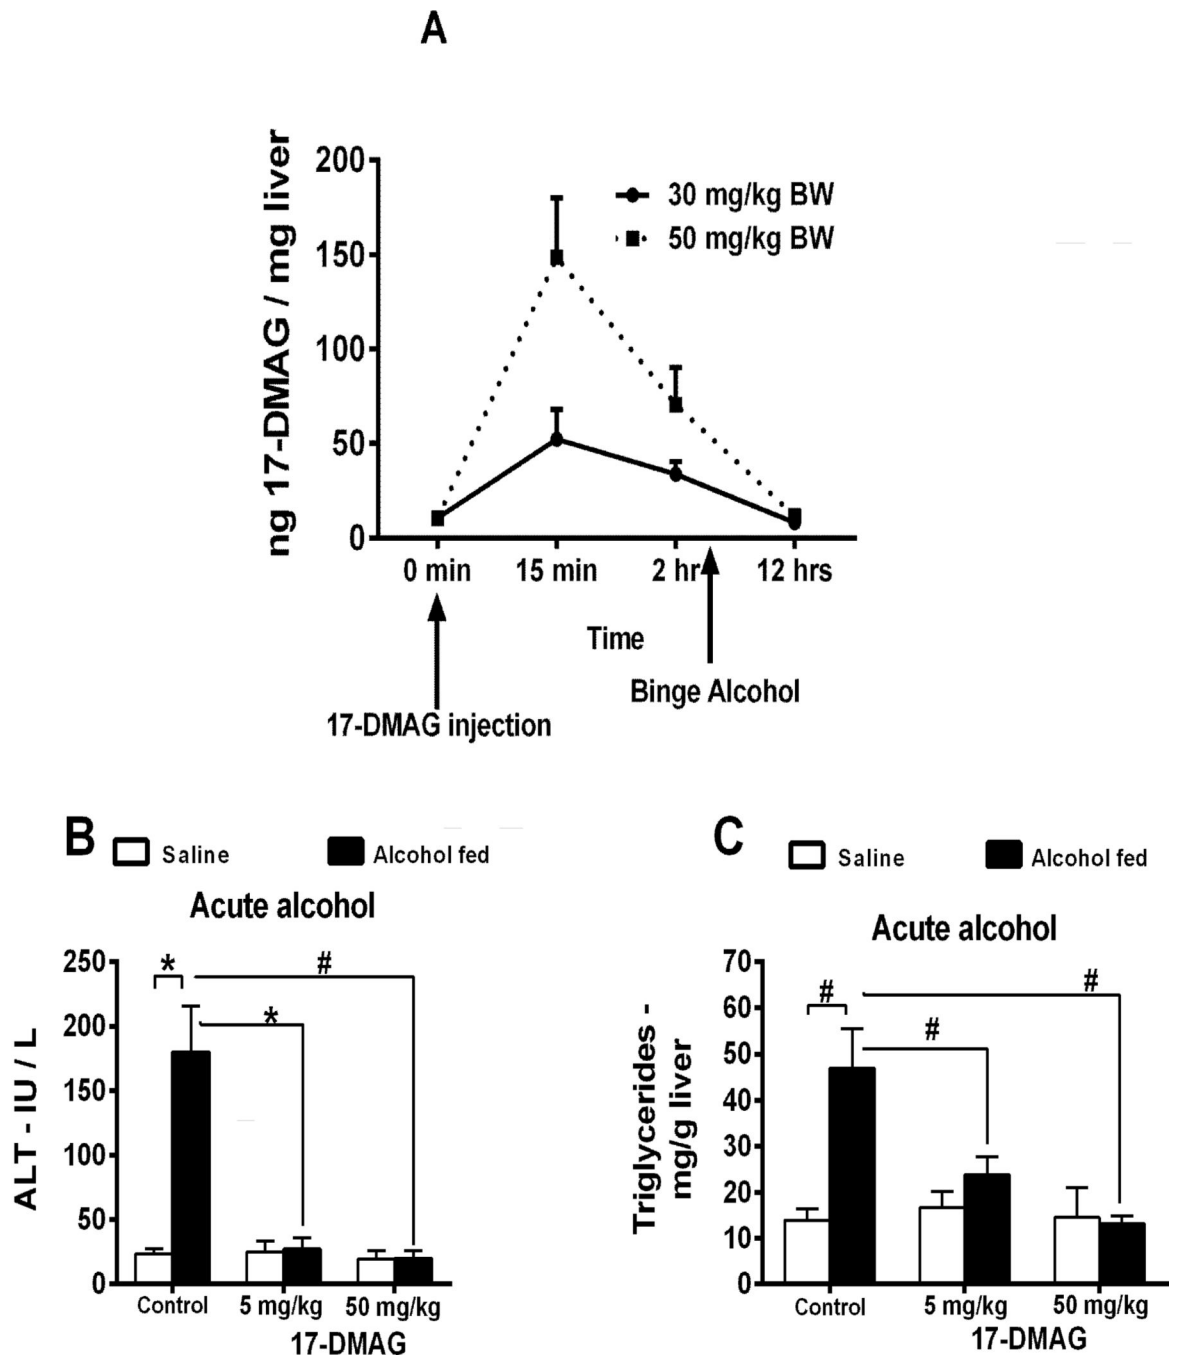 A
ng 17-DMAG / mg liver
200
150
100
50
0
30 mg/kg BW
50 mg/kg BW
0 min 15 min 2 hr 12 hrs
Time
Binge Alcohol
17-DMAG injection
B
Saline Alcohol fed
Acute alcohol
ALT - IU / L
250
200
150
100
50
0
* # *
Control 5 mg/kg 50 mg/kg
17-DMAG
C
Saline Alcohol fed
Acute alcohol
Triglycerides -
mg/g liver
70
60
50
40
30
20
10
0
# # #
Control 5 mg/kg 50 mg/kg
17-DMAG